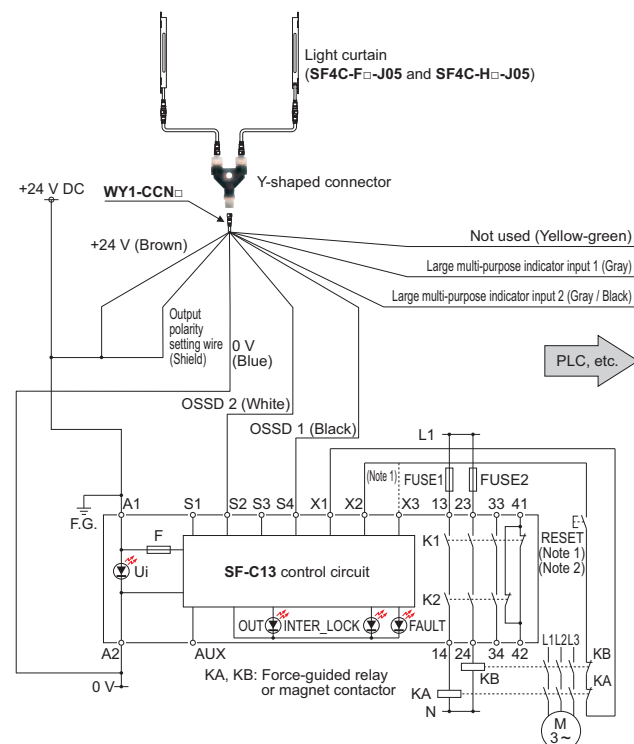 Light curtain
(SF4C-F□-J05 and SF4C-H□-J05)
Y-shaped connector
+24 V DC
WY1-CCN□
+24 V (Brown)
Not used (Yellow-green)
Large multi-purpose indicator input 1 (Gray)
Large multi-purpose indicator input 2 (Gray / Black)
Output
polarity
setting wire
(Shield)
0 V
(Blue)
PLC, etc.
OSSD 2 (White)
OSSD 1 (Black)
L1
(Note 1)
FUSE1
FUSE2
A1 S1 S2 S3 S4 X1 X2 X3 13 23 33 41
F.G.
F
K1
RESET
(Note 1)
(Note 2)
Ui
SF-C13 control circuit
K2
OUT INTER_LOCK FAULT
L1 L2 L3
A2 AUX 14 24 34 42
KB
KB
KA, KB: Force-guided relay
or magnet contactor
KA
KA
0 V
N
M
3~